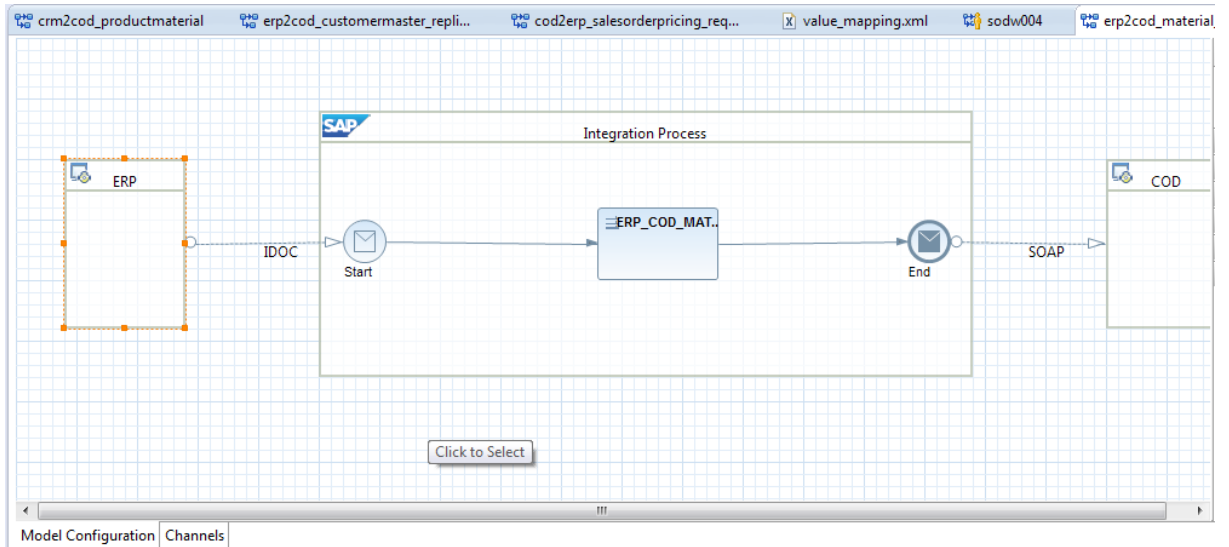 crm2cod_productmaterial erp2cod_customermaster_repli... cod2erp_salesorderpricing_req... value_mapping.xml sodw004 erp2cod_material_
SAP Integration Process
ERP
COD
ERP_COD_MAT..
IDOC
SOAP
Start
End
Click to Select
Model Configuration Channels